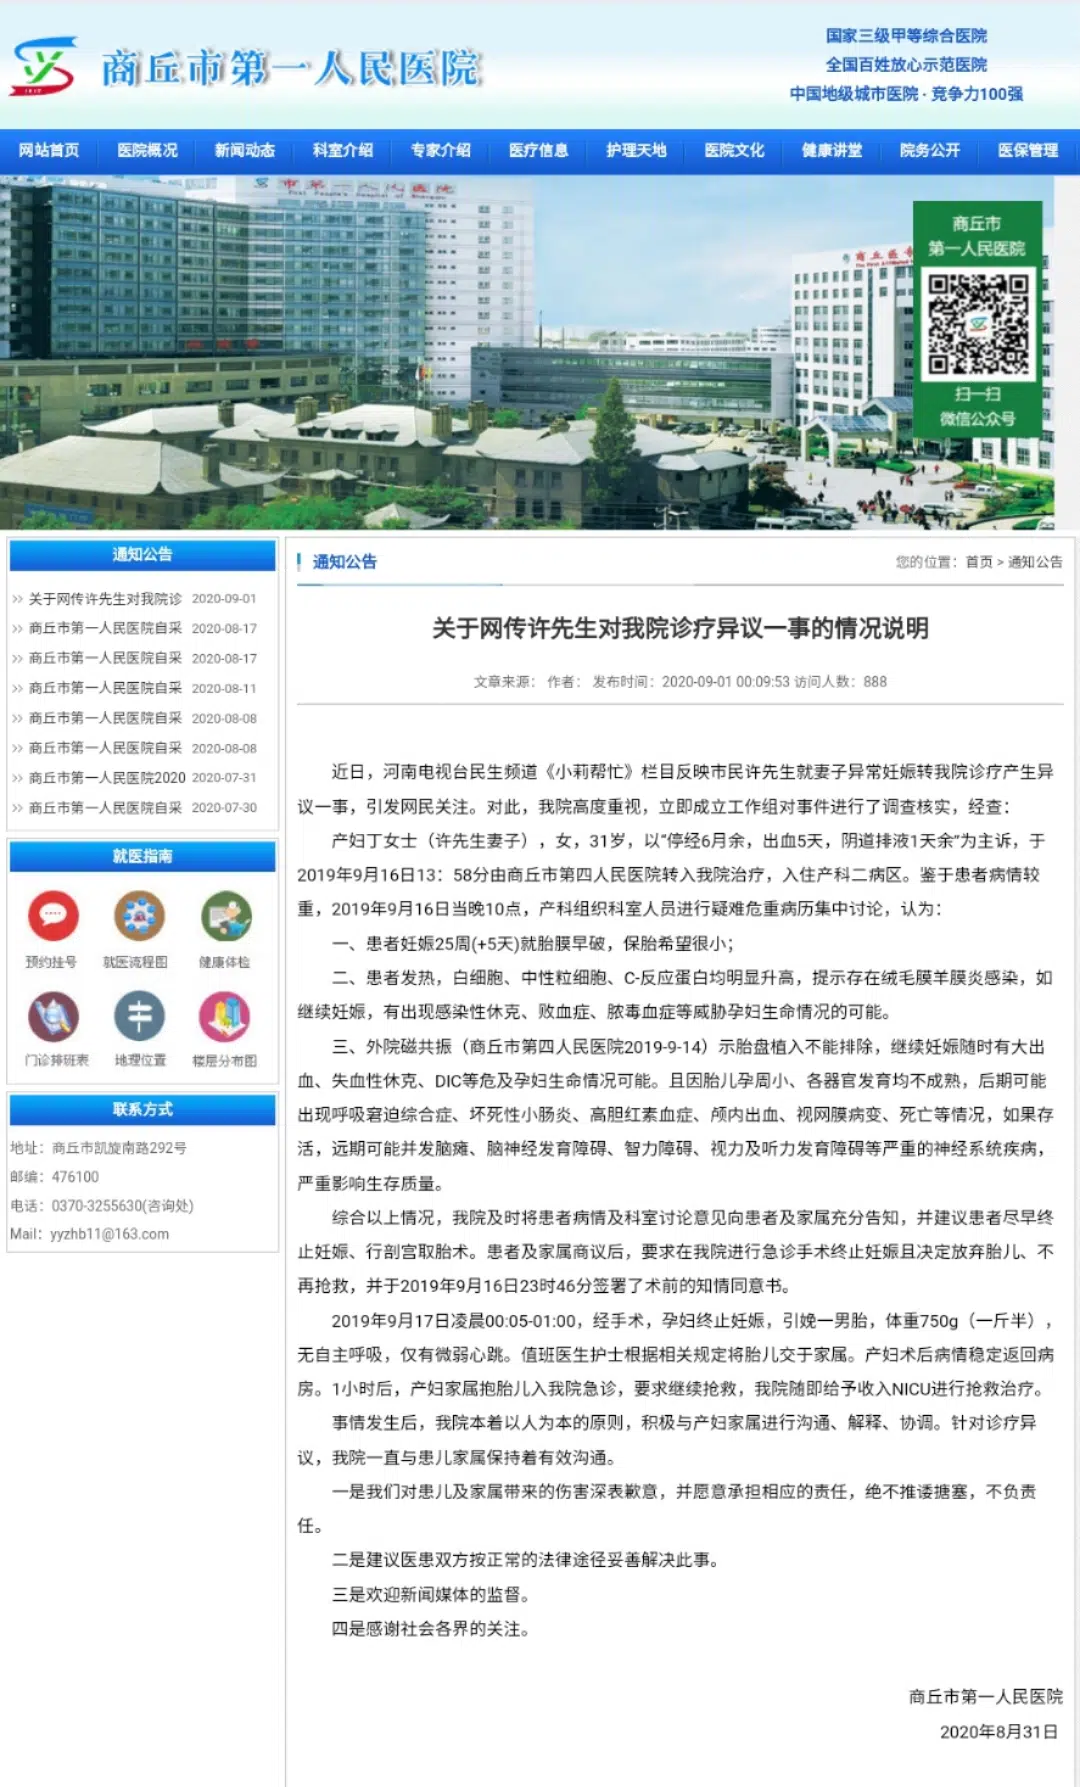 商丘市第一人民医院
国家三级甲等综合医院
全国百姓放心示范医院
中国地级城市医院·竞争力100强
网站首页 医院概况 新闻动态 科室介绍 专家介绍 医疗信息 护理天地 医院文化 健康讲堂 院务公开 医保管理
市第一人民医院
商丘市
第一人民医院
扫一扫
微信公众号
通知公告
关于网传许先生对我院诊 2020-09-01
商丘市第一人民医院自采 2020-08-17
商丘市第一人民医院自采 2020-08-17
商丘市第一人民医院自采 2020-08-11
商丘市第一人民医院自采 2020-08-08
商丘市第一人民医院自采 2020-08-08
商丘市第一人民医院2020 2020-07-31
商丘市第一人民医院自采 2020-07-30
就医指南
预约挂号 就医流程图 健康体检
门诊排班表 地理位置 楼层分布图
联系方式
地址：商丘市凯旋南路292号
邮编：476100
电话：0370-3255630(咨询处)
Mail：yyzhb11@163.com
通知公告
您的位置：首页 > 通知公告
关于网传许先生对我院诊疗异议一事的情况说明
文章来源： 作者： 发布时间：2020-09-01 00:09:53 访问人数：888
近日，河南电视台民生频道《小莉帮忙》栏目反映市民许先生就妻子异常妊娠转我院诊疗产生异
议一事，引发网民关注。对此，我院高度重视，立即成立工作组对事件进行了调查核实，经查：
产妇丁女士（许先生妻子），女，31岁，以“停经6月余，出血5天，阴道排液1天余”为主诉，于
2019年9月16日13：58分由商丘市第四人民医院转入我院治疗，入住产科二病区。鉴于患者病情较
重，2019年9月16日当晚10点，产科组织科室人员进行疑难危重病历集中讨论，认为：
一、患者妊娠25周(+5天)就胎膜早破，保胎希望很小；
二、患者发热，白细胞、中性粒细胞、C-反应蛋白均明显升高，提示存在绒毛膜羊膜炎感染，如
继续妊娠，有出现感染性休克、败血症、脓毒血症等威胁孕妇生命情况的可能。
三、外院磁共振（商丘市第四人民医院2019-9-14）示胎盘植入不能排除，继续妊娠随时有大出
血、失血性休克、DIC等危及孕妇生命情况可能。且因胎儿孕周小、各器官发育均不成熟，后期可能
出现呼吸窘迫综合症、坏死性小肠炎、高胆红素血症、颅内出血、视网膜病变、死亡等情况，如果存
活，远期可能并发脑瘫、脑神经发育障碍、智力障碍、视力及听力发育障碍等严重的神经系统疾病，
严重影响生存质量。
综合以上情况，我院及时将患者病情及科室讨论意见向患者及家属充分告知，并建议患者尽早终
止妊娠、行剖宫取胎术。患者及家属商议后，要求在我院进行急诊手术终止妊娠且决定放弃胎儿、不
再抢救，并于2019年9月16日23时46分签署了术前的知情同意书。
2019年9月17日凌晨00:05-01:00，经手术，孕妇终止妊娠，引娩一男胎，体重750g（一斤半），
无自主呼吸，仅有微弱心跳。值班医生护士根据相关规定将胎儿交于家属。产妇术后病情稳定返回病
房。1小时后，产妇家属抱胎儿入我院急诊，要求继续抢救，我院随即给予收入NICU进行抢救治疗。
事情发生后，我院本着以人为本的原则，积极与产妇家属进行沟通、解释、协调。针对诊疗异
议，我院一直与患儿家属保持着有效沟通。
一是我们对患儿及家属带来的伤害深表歉意，并愿意承担相应的责任，绝不推诿搪塞，不负责
任。
二是建议医患双方按正常的法律途径妥善解决此事。
三是欢迎新闻媒体的监督。
四是感谢社会各界的关注。
商丘市第一人民医院
2020年8月31日